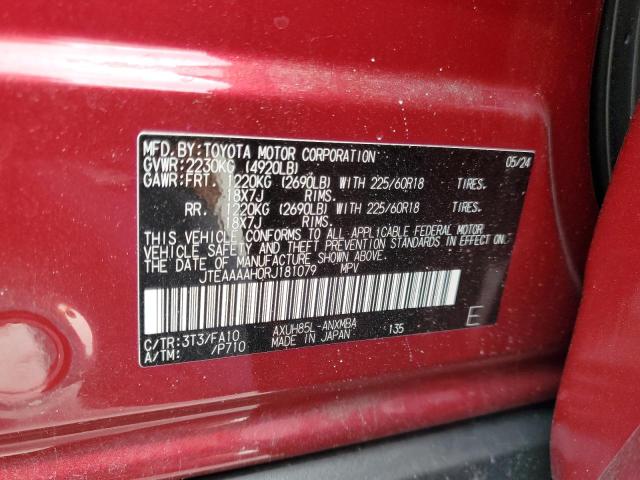 MFD. BY: TOYOTA MOTOR CORPORATION 05/24
GVWR: 2230KG (4920LB)
GAWR: FRT. 1220KG (2690LB) WITH 225/60R18 TIRES.
18X7J RIMS.
RR. 1220KG (2690LB) WITH 225/60R18 TIRES.
18X7J RIMS.
THIS VEHICLE CONFORMS TO ALL APPLICABLE FEDERAL MOTOR
VEHICLE SAFETY AND THEFT PREVENTION STANDARDS IN EFFECT ON
THE DATE OF MANUFACTURE SHOWN ABOVE.
JTEAAAAH0RJ181079 MPV
C/TR: 3T3/FA10 AXUH85L-ANXMBA 135 E
A/TM: /P710 MADE IN JAPAN